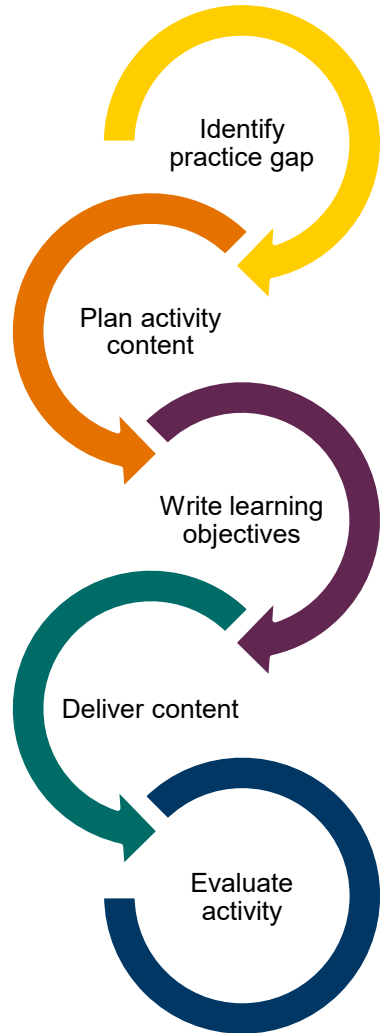 Identify
practice gap
Plan activity
content
Write learning
objectives
Deliver content
Evaluate
activity